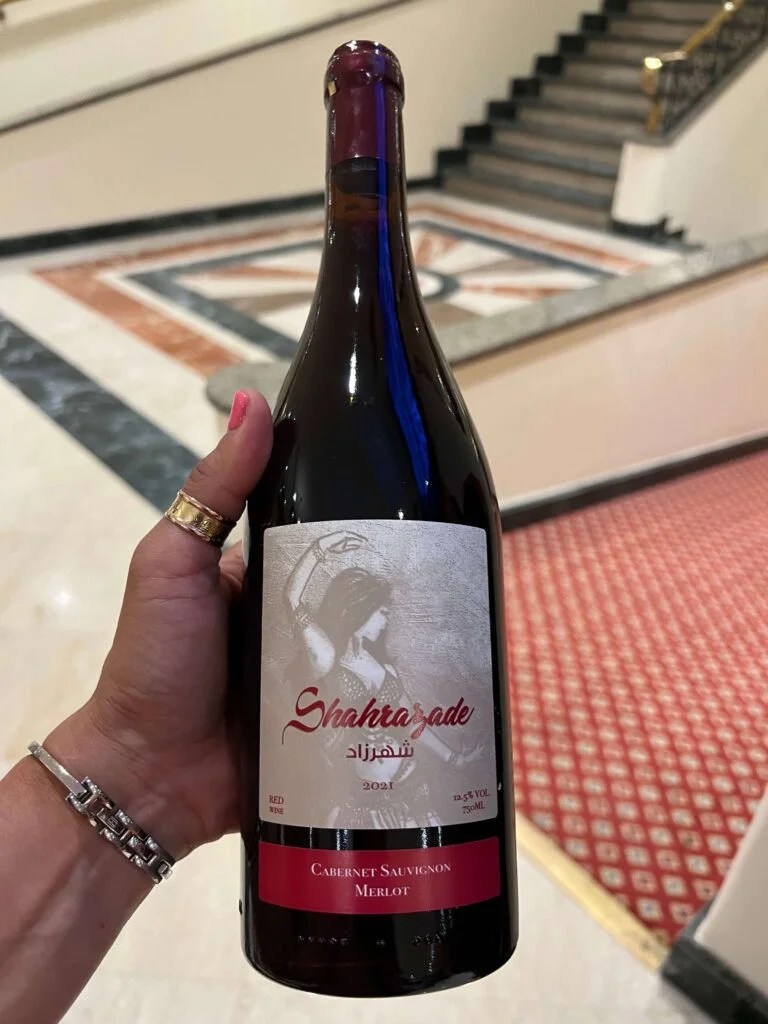 Shahrazade
شهرزاد
2021
RED
WINE
12.5% VOL.
750ML
CABERNET SAUVIGNON
MERLOT